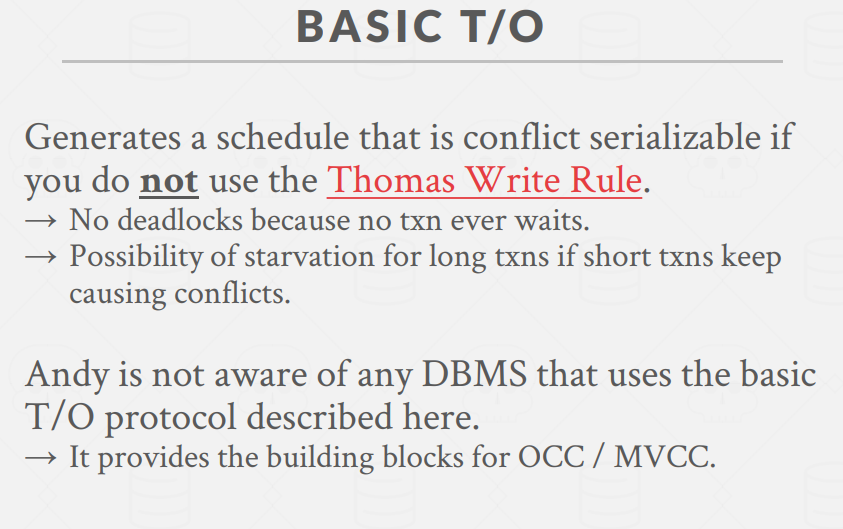 BASIC T/O
Generates a schedule that is conflict serializable if
you do not use the Thomas Write Rule.
→ No deadlocks because no txn ever waits.
→ Possibility of starvation for long txns if short txns keep
causing conflicts.
Andy is not aware of any DBMS that uses the basic
T/O protocol described here.
→ It provides the building blocks for OCC / MVCC.